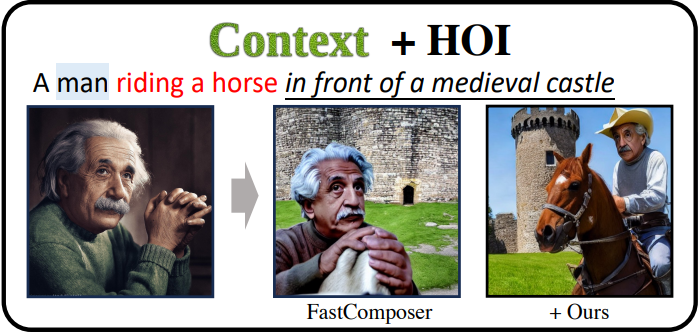 Context + HOI
A man riding a horse in front of a medieval castle
FastComposer
+ Ours